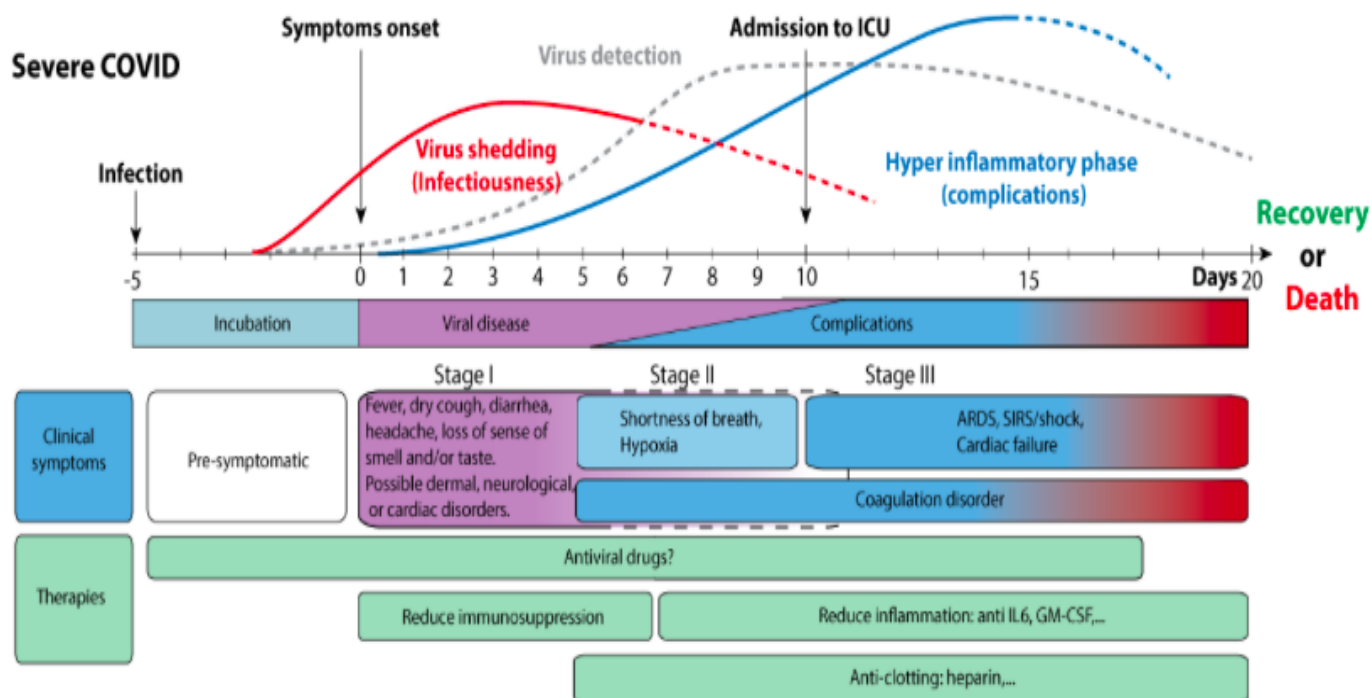 Severe COVID
Symptoms onset
Admission to ICU
Virus detection
Infection
Virus shedding
(Infectiousness)
Hyper inflammatory phase
(complications)
Recovery
or
Death
-5 0 1 2 3 4 5 6 7 8 9 10 15 Days 20
Incubation Viral disease Complications
Stage I Stage II Stage III
Clinical
symptoms
Pre-symptomatic
Fever, dry cough, diarrhea,
headache, loss of sense of
smell and/or taste.
Possible dermal, neurological,
or cardiac disorders.
Shortness of breath,
Hypoxia
ARDS, SIRS/shock,
Cardiac failure
Coagulation disorder
Therapies
Antiviral drugs?
Reduce immunosuppression
Reduce inflammation: anti IL6, GM-CSF,...
Anti-clotting: heparin,...